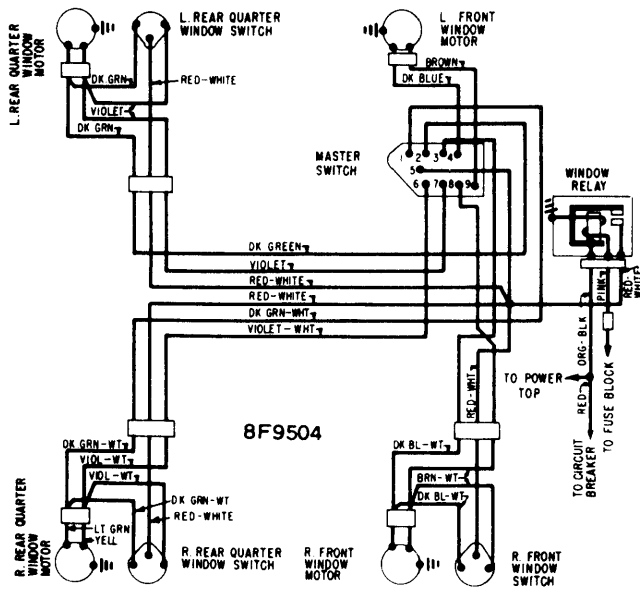 L. REAR QUARTER
WINDOW
MOTOR
L. REAR QUARTER
WINDOW SWITCH
L FRONT
WINDOW
MOTOR
DK GRN
RED-WHITE
VIOLET
DK GRN
BROWN
DK BLUE
MASTER
SWITCH
1 2 3 4
5
6 7 8 9
WINDOW
RELAY
DK GREEN
VIOLET
RED-WHITE
RED-WHITE
DK GRN-WHT
VIOLET-WHT
ORG-BLK
PINK
RED-
WHITE
RED-WHT
TO POWER
TOP
RED
TO FUSE BLOCK
TO CIRCUIT
BREAKER
8F9504
DK GRN-WT
VIOL-WT
VIOL-WT
DK GRN-WT
RED-WHITE
LT GRN
YELL
DK BL-WT
BRN-WT
DK BL-WT
R. REAR QUARTER
WINDOW
MOTOR
R. REAR QUARTER
WINDOW SWITCH
R. FRONT
WINDOW
MOTOR
R. FRONT
WINDOW
SWITCH